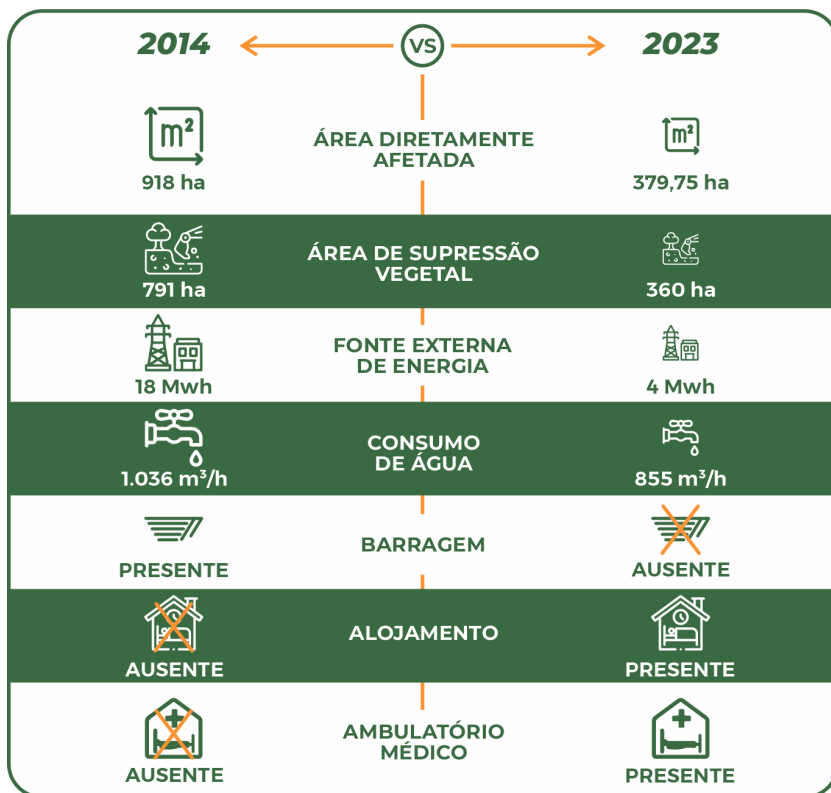 2014
VS
2023
m²
ÁREA DIRETAMENTE
AFETADA
m²
918 ha
379,75 ha
ÁREA DE SUPRESSÃO
VEGETAL
791 ha
360 ha
FONTE EXTERNA
DE ENERGIA
18 Mwh
4 Mwh
CONSUMO
DE ÁGUA
1.036 m³/h
855 m³/h
BARRAGEM
PRESENTE
AUSENTE
ALOJAMENTO
AUSENTE
PRESENTE
AMBULATÓRIO
MÉDICO
AUSENTE
PRESENTE